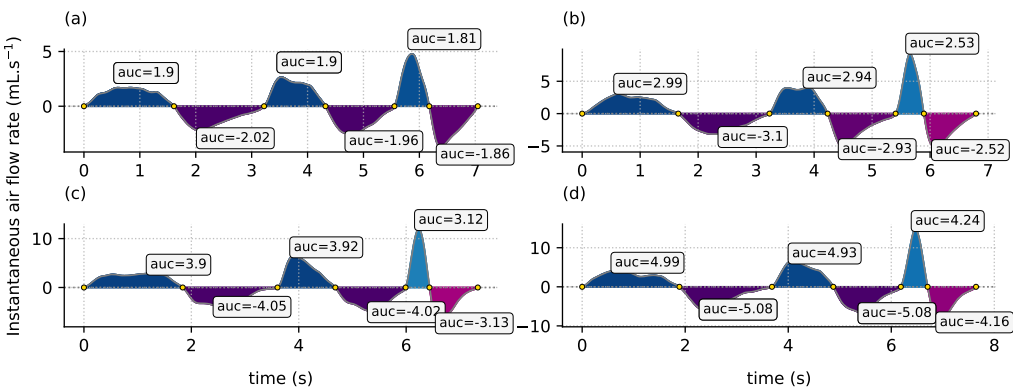 (a)
(b)
Instantaneous air flow rate (mL.s⁻¹)
5
0
auc=1.9
auc=-2.02
auc=1.9
auc=-1.96
auc=1.81
auc=-1.86
0 1 2 3 4 5 6 7
5
0
−5
auc=2.99
auc=-3.1
auc=2.94
auc=-2.93
auc=2.53
auc=-2.52
0 1 2 3 4 5 6 7
(c)
(d)
10
0
auc=3.9
auc=-4.05
auc=3.92
auc=-4.02
auc=3.12
auc=-3.13
0 2 4 6
time (s)
10
0
−10
auc=4.99
auc=-5.08
auc=4.93
auc=-5.08
auc=4.24
auc=-4.16
0 2 4 6 8
time (s)